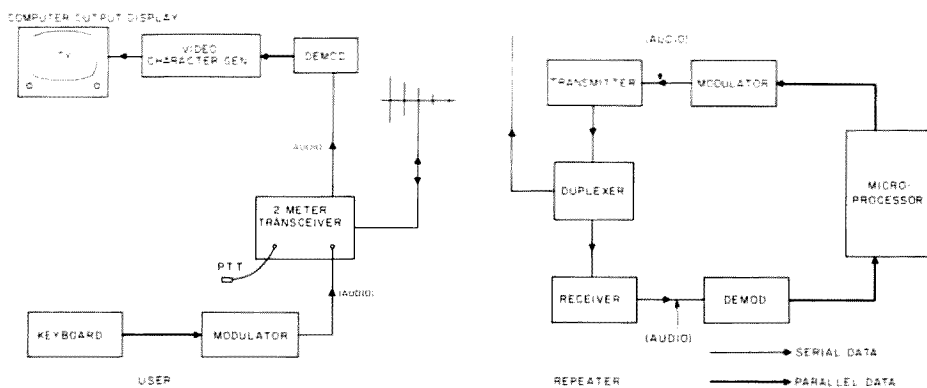 COMPUTER OUTPUT DISPLAY
TV
VIDEO
CHARACTER GEN.
DEMOD
AUDIO
2 METER
TRANSCEIVER
PTT
(AUDIO)
KEYBOARD
MODULATOR
USER
(AUDIO)
TRANSMITTER
MODULATOR
DUPLEXER
MICRO-
PROCESSOR
RECEIVER
DEMOD
(AUDIO)
SERIAL DATA
REPEATER
PARALLEL DATA